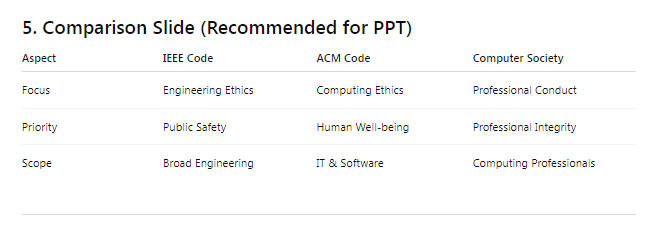 5. Comparison Slide (Recommended for PPT)
Aspect IEEE Code ACM Code Computer Society
Focus Engineering Ethics Computing Ethics Professional Conduct
Priority Public Safety Human Well-being Professional Integrity
Scope Broad Engineering IT & Software Computing Professionals